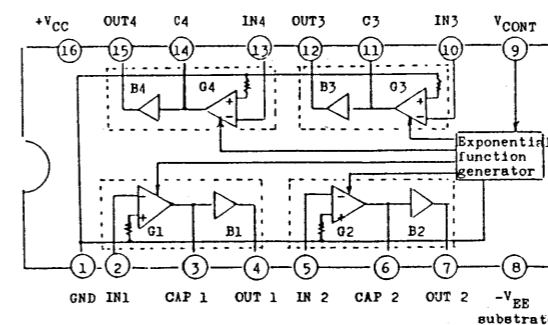 +VCC OUT4 C4 IN4 OUT3 C3 IN3 +VCONT
16 15 14 13 12 11 10 9
B4 G4 B3 G3
+ - + -
Exponential
function
generator
- + - +
G1 B1 G2 B2
1 2 3 4 5 6 7 8
GND IN1 CAP 1 OUT 1 IN 2 CAP 2 OUT 2 -VEE
substrat